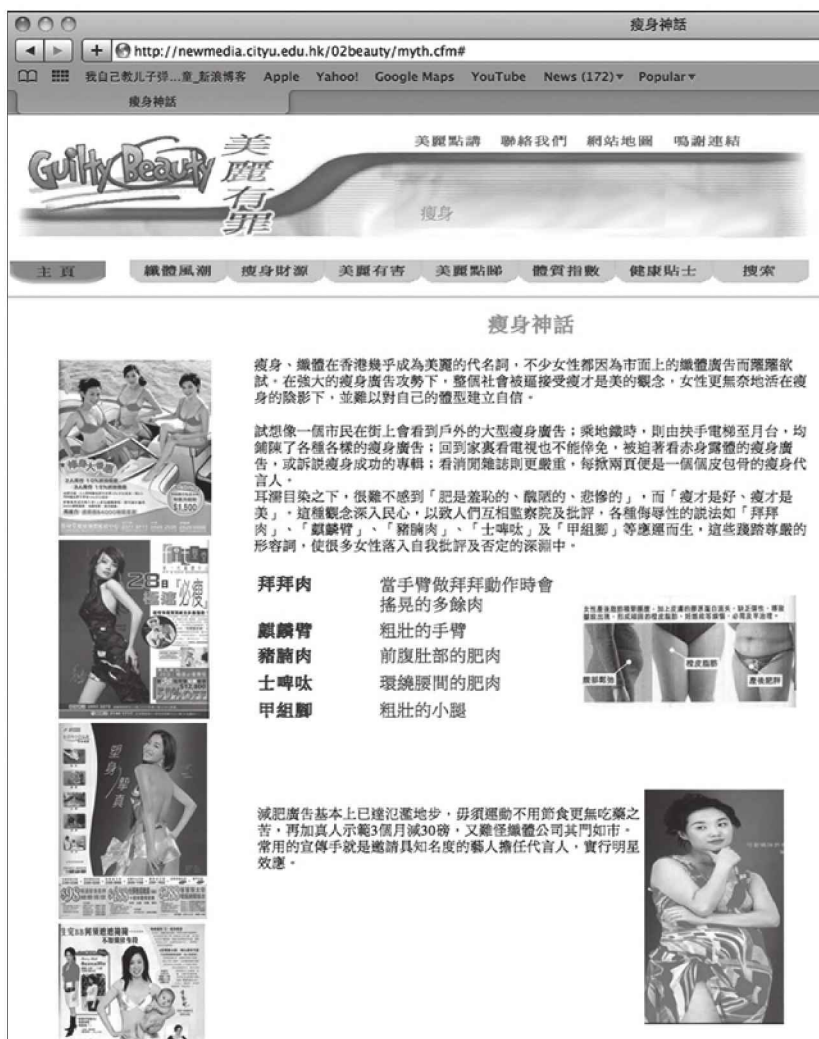 瘦身神話
http://newmedia.cityu.edu.hk/02beauty/myth.cfm#
我自己教儿子弹...童_新浪博客 Apple Yahoo! Google Maps YouTube News (172) Popular
瘦身神話
Guilty Beauty
美麗有罪
美麗點講 聯絡我們 網站地圖 鳴謝連結
瘦身
主頁 纖體風潮 瘦身財源 美麗有害 美麗點睇 體質指數 健康貼士 搜索
瘦身神話
瘦身、纖體在香港幾乎成為美麗的代名詞,不少女性都因為市面上的纖體廣告而躍躍欲
試。在強大的瘦身廣告攻勢下,整個社會被逼接受瘦才是美的觀念,女性更無奈地活在瘦
身的陰影下,並難以對自己的體型建立自信。
試想像一個市民在街上會看到戶外的大型瘦身廣告;乘地鐵時,則由扶手電梯至月台,均
鋪陳了各種各樣的瘦身廣告;回到家裏看電視也不能倖免,被迫著看赤身露體的瘦身廣
告,或訴説瘦身成功的專輯;看消閒雜誌則更嚴重,每揿兩頁便是一個個皮包骨的瘦身代
言人。
耳濡目染之下,很難不感到「肥是羞恥的、醜陋的、悲慘的」,而「瘦才是好、瘦才是
美」。這種觀念深入民心,以致人們互相監察院及批評,各種侮辱性的說法如「拜拜
肉」、「麒麟臂」、「豬腩肉」、「士啤呔」及「甲組腳」等應運而生,這些踐踏尊嚴的
形容詞,使很多女性落入自我批評及否定的深淵中。
拜拜肉 當手臂做拜拜動作時會
搖晃的多餘肉
麒麟臂 粗壯的手臂
豬腩肉 前腹肚部的肥肉
士啤呔 環繞腰間的肥肉
甲組腳 粗壯的小腿
橙皮脂肪
產後肥胖
減肥廣告基本上已達氾濫地步,毋須運動不用節食更無吃藥之
苦,再加真人示範3個月減30磅,又難怪纖體公司其門如市。
常用的宣傳手就是邀請具知名度的藝人擔任代言人,實行明星
效應。
$1,500
28日
極速「必瘦」
$12,800
塑身擊真